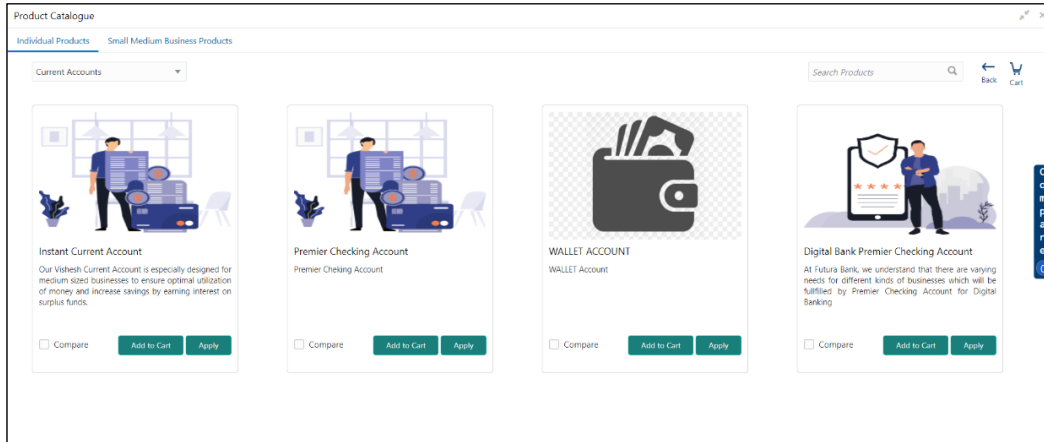 Product Catalogue
Individual Products Small Medium Business Products
Current Accounts
Search Products
Back
Cart
Instant Current Account
Our Vishesh Current Account is especially designed for
medium sized businesses to ensure optimal utilization
of money and increase savings by earning interest on
surplus funds.
Compare
Add to Cart
Apply
Premier Checking Account
Premier Cheking Account
Compare
Add to Cart
Apply
WALLET ACCOUNT
WALLET Account
Compare
Add to Cart
Apply
Digital Bank Premier Checking Account
At Futura Bank, we understand that there are varying
needs for different kinds of businesses which will be
fullfilled by Premier Checking Account for Digital
Banking
Compare
Add to Cart
Apply
Compare